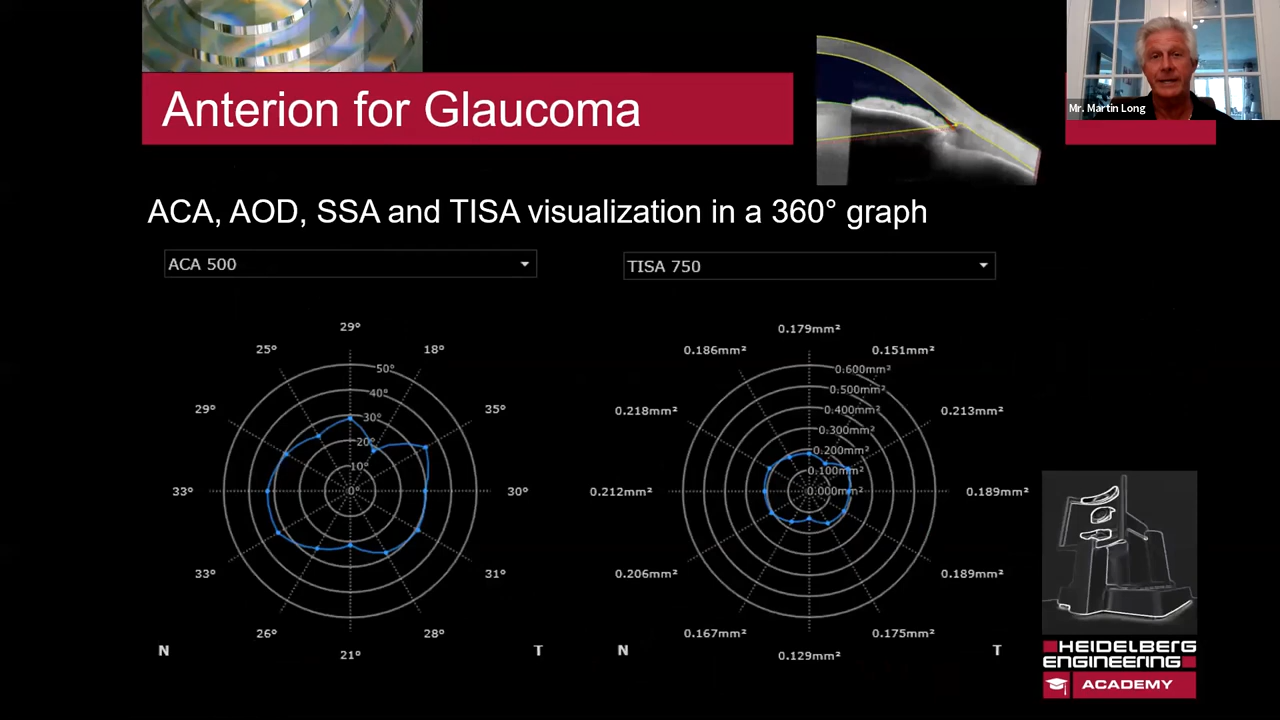 Anterion for Glaucoma
Mr. Martin Long
ACA, AOD, SSA and TISA visualization in a 360° graph
ACA 500
29°
25°
18°
29°
35°
33°
30°
33°
31°
26°
28°
21°
50°
40°
30°
20°
10°
0°
N
T
TISA 750
0.179mm²
0.186mm²
0.151mm²
0.218mm²
0.213mm²
0.212mm²
0.189mm²
0.206mm²
0.189mm²
0.167mm²
0.175mm²
0.129mm²
0.600mm²
0.500mm²
0.400mm²
0.300mm²
0.200mm²
0.100mm²
0.000mm²
N
T
HEIDELBERG
ENGINEERING
ACADEMY